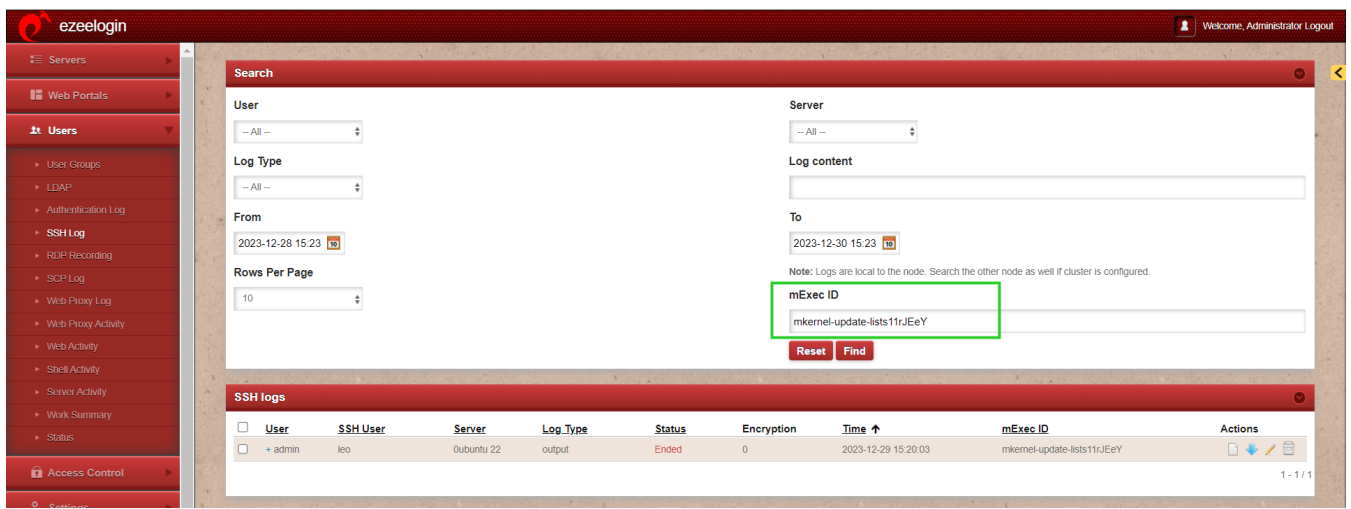 ezeelogin
Welcome, Administrator Logout
Servers
Web Portals
Users
User Groups
LDAP
Authentication Log
SSH Log
RDP Recording
SCP Log
Web Proxy Log
Web Proxy Activity
Web Activity
Shell Activity
Server Activity
Work Summary
Status
Access Control
Settings
Search
User
Server
-- All --
-- All --
Log Type
Log content
-- All --
From
To
2023-12-28 15:23
2023-12-30 15:23
Rows Per Page
Note: Logs are local to the node. Search the other node as well if cluster is configured.
10
mExec ID
mkernel-update-lists11rJEeY
Reset Find
SSH logs
User SSH User Server Log Type Status Encryption Time ↑ mExec ID Actions
+ admin leo 0ubuntu 22 output Ended 0 2023-12-29 15:20:03 mkernel-update-lists11rJEeY
1 - 1 / 1